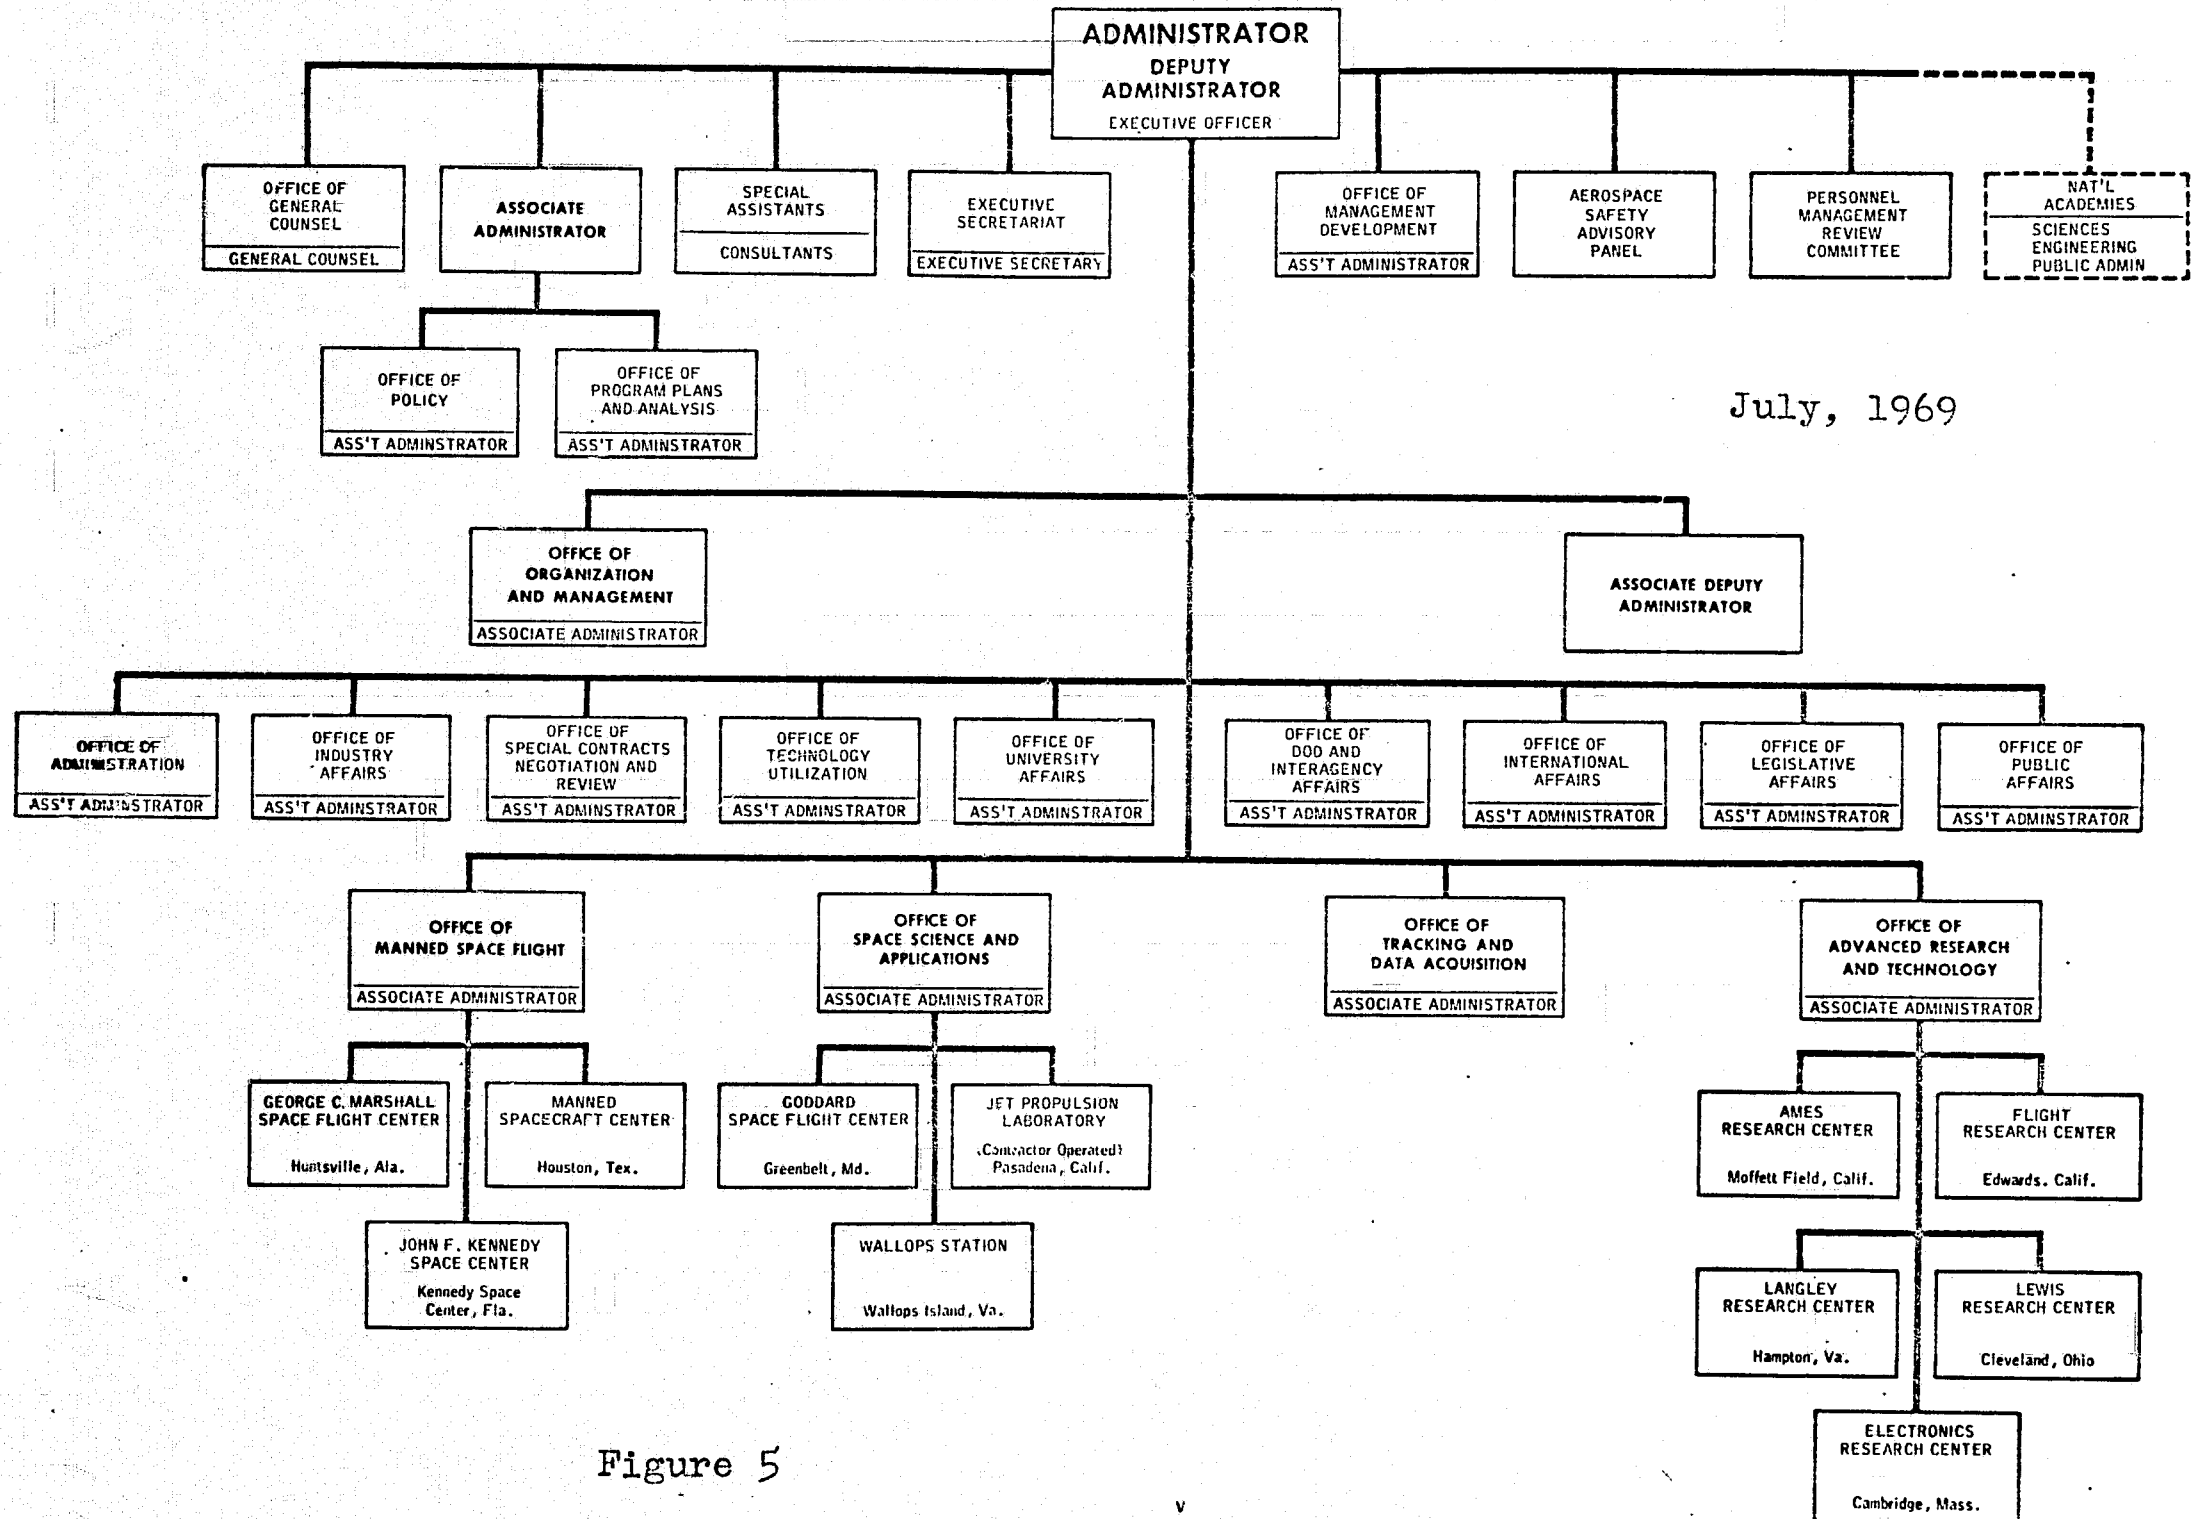 ADMINISTRATOR
DEPUTY
ADMINISTRATOR
EXECUTIVE OFFICER
OFFICE OF
GENERAL
COUNSEL
GENERAL COUNSEL
ASSOCIATE
ADMINISTRATOR
SPECIAL
ASSISTANTS
CONSULTANTS
EXECUTIVE
SECRETARIAT
EXECUTIVE SECRETARY
OFFICE OF
MANAGEMENT
DEVELOPMENT
ASS'T ADMINISTRATOR
AEROSPACE
SAFETY
ADVISORY
PANEL
PERSONNEL
MANAGEMENT
REVIEW
COMMITTEE
NAT'L
ACADEMIES
SCIENCES
ENGINEERING
PUBLIC ADMIN
OFFICE OF
POLICY
ASS'T ADMINSTRATOR
OFFICE OF
PROGRAM PLANS
AND ANALYSIS
ASS'T ADMINSTRATOR
July, 1969
OFFICE OF
ORGANIZATION
AND MANAGEMENT
ASSOCIATE ADMINISTRATOR
ASSOCIATE DEPUTY
ADMINISTRATOR
OFFICE OF
ADMINISTRATION
ASS'T ADMINSTRATOR
OFFICE OF
INDUSTRY
AFFAIRS
ASS'T ADMINSTRATOR
OFFICE OF
SPECIAL CONTRACTS
NEGOTIATION AND
REVIEW
ASS'T ADMINSTRATOR
OFFICE OF
TECHNOLOGY
UTILIZATION
ASS'T ADMINSTRATOR
OFFICE OF
UNIVERSITY
AFFAIRS
ASS'T ADMINSTRATOR
OFFICE OF
DOD AND
INTERAGENCY
AFFAIRS
ASS'T ADMINSTRATOR
OFFICE OF
INTERNATIONAL
AFFAIRS
ASS'T ADMINISTRATOR
OFFICE OF
LEGISLATIVE
AFFAIRS
ASS'T ADMINSTRATOR
OFFICE OF
PUBLIC
AFFAIRS
ASS'T ADMINSTRATOR
OFFICE OF
MANNED SPACE FLIGHT
ASSOCIATE ADMINISTRATOR
OFFICE OF
SPACE SCIENCE AND
APPLICATIONS
ASSOCIATE ADMINISTRATOR
OFFICE OF
TRACKING AND
DATA ACQUISITION
ASSOCIATE ADMINISTRATOR
OFFICE OF
ADVANCED RESEARCH
AND TECHNOLOGY
ASSOCIATE ADMINISTRATOR
GEORGE C. MARSHALL
SPACE FLIGHT CENTER
Huntsville, Ala.
MANNED
SPACECRAFT CENTER
Houston, Tex.
GODDARD
SPACE FLIGHT CENTER
Greenbelt, Md.
JET PROPULSION
LABORATORY
(Contractor Operated)
Pasadena, Calif.
AMES
RESEARCH CENTER
Moffett Field, Calif.
FLIGHT
RESEARCH CENTER
Edwards. Calif.
JOHN F. KENNEDY
SPACE CENTER
Kennedy Space
Center, Fla.
WALLOPS STATION
Wallops Island, Va.
LANGLEY
RESEARCH CENTER
Hampton, Va.
LEWIS
RESEARCH CENTER
Cleveland, Ohio
ELECTRONICS
RESEARCH CENTER
Cambridge, Mass.
Figure 5
v